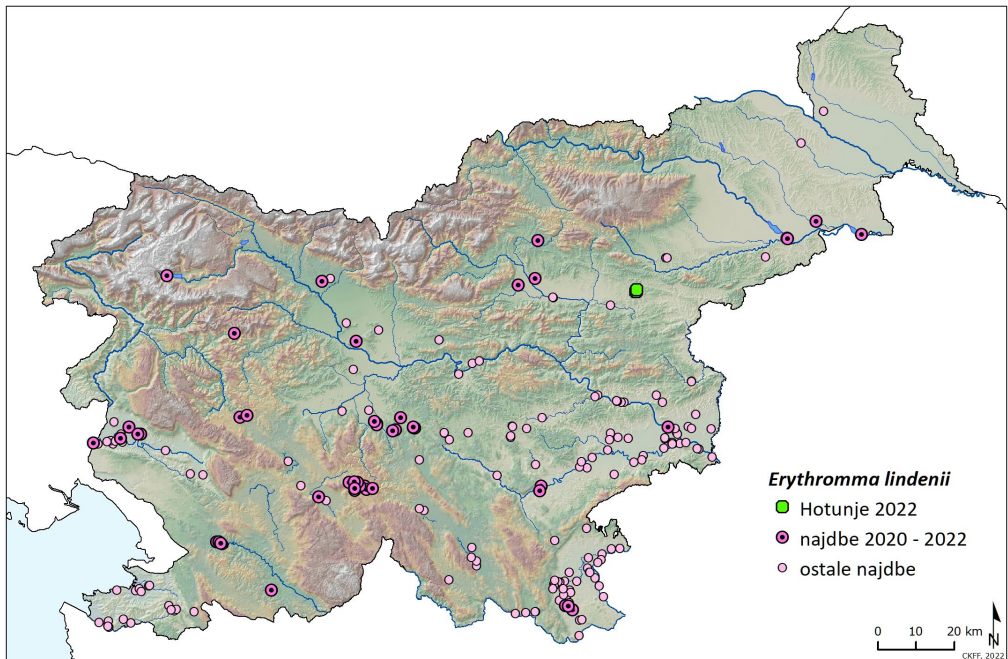 Erythromma lindenii
Hotunje 2022
najdbe 2020 - 2022
ostale najdbe
0 10 20 km
N
CKFF, 2022